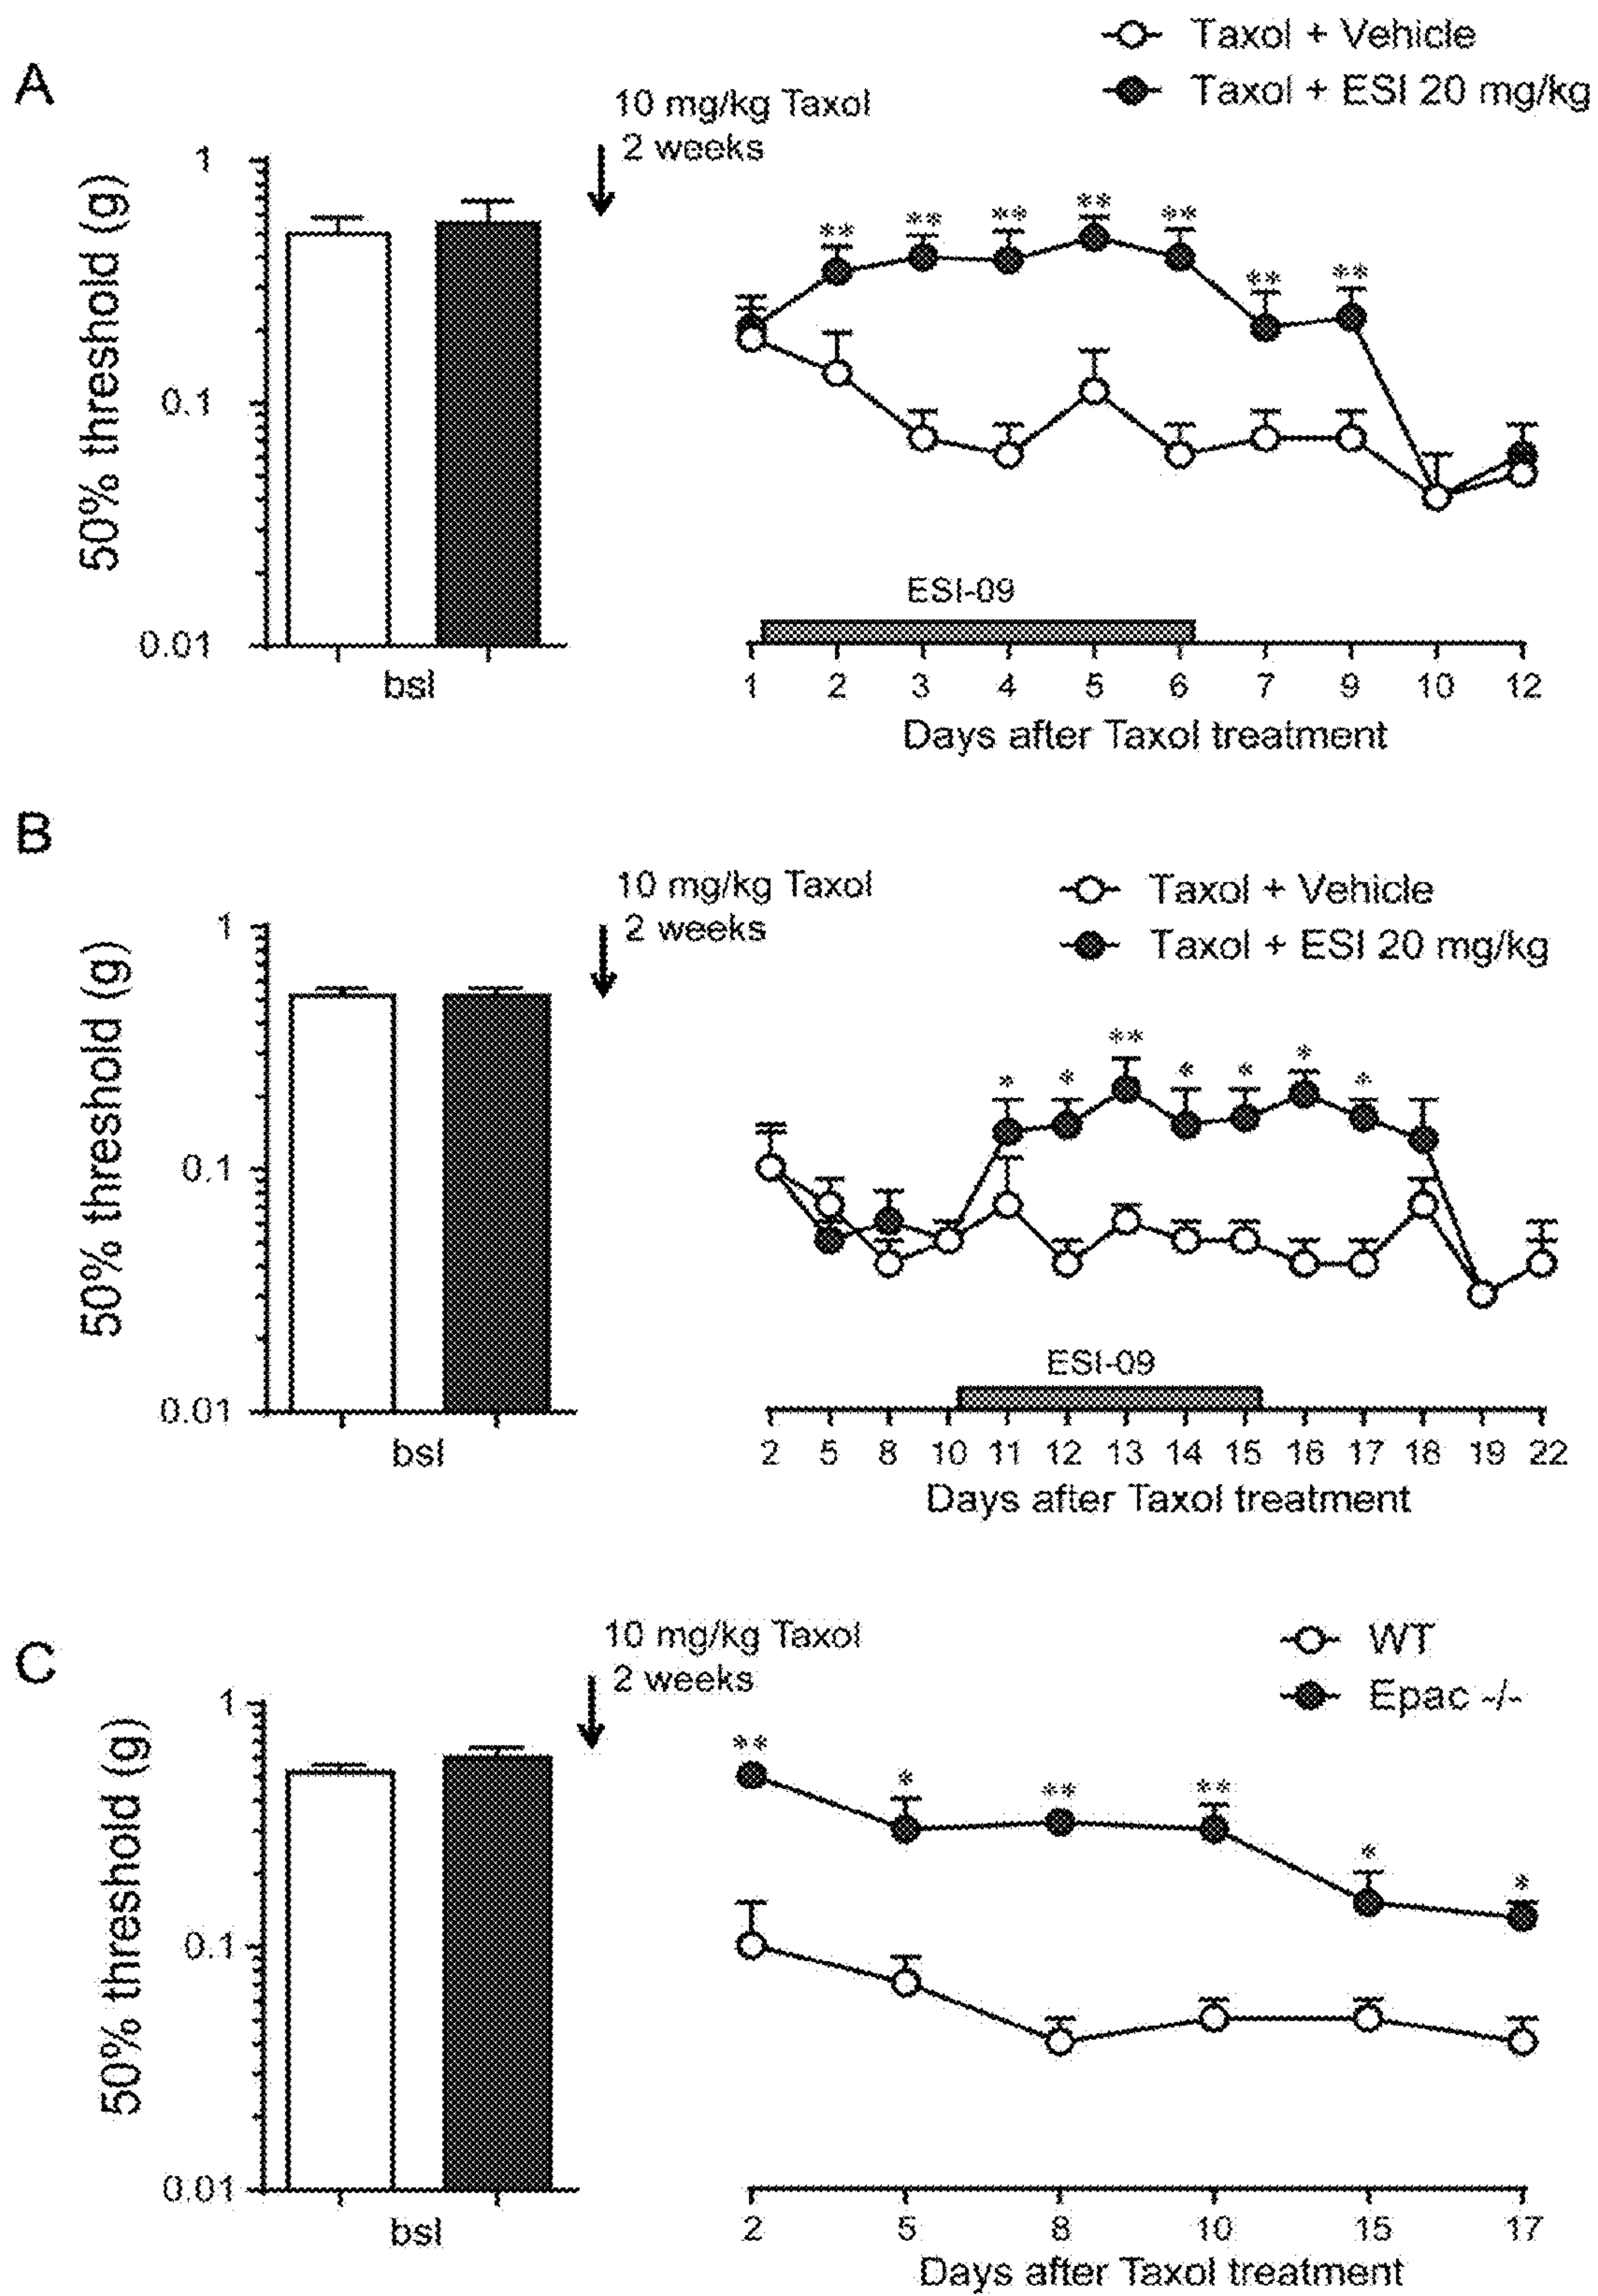 A
Taxol + Vehicle
Taxol + ESI 20 mg/kg
10 mg/kg Taxol
2 weeks
50% threshold (g)
1
0.1
0.01
bsl
** ** ** ** ** ** **
ESI-09
1 2 3 4 5 6 7 9 10 12
Days after Taxol treatment
B
10 mg/kg Taxol
2 weeks
Taxol + Vehicle
Taxol + ESI 20 mg/kg
50% threshold (g)
1
0.1
0.01
bsl
* * ** * * * *
ESI-09
2 5 8 10 11 12 13 14 15 16 17 18 19 22
Days after Taxol treatment
C
10 mg/kg Taxol
2 weeks
WT
Epac -/-
50% threshold (g)
1
0.1
0.01
bsl
** * ** ** * *
2 5 8 10 15 17
Days after Taxol treatment